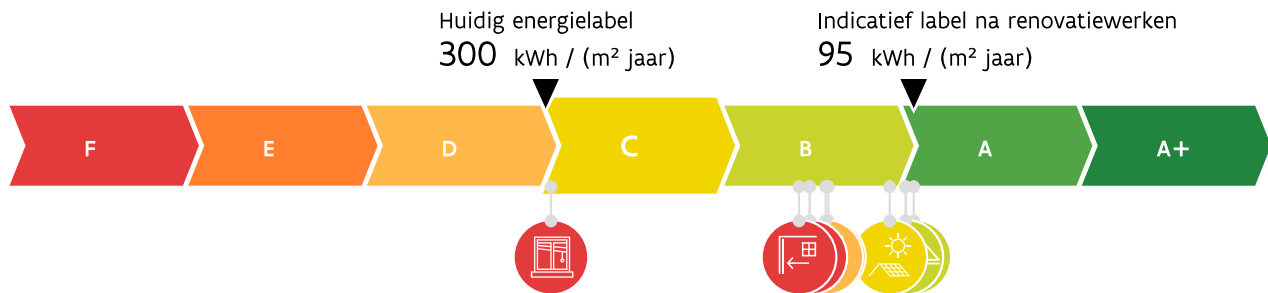 Huidig energielabel
300 kWh / (m² jaar)
Indicatief label na renovatiewerken
95 kWh / (m² jaar)
F E D C B A A+